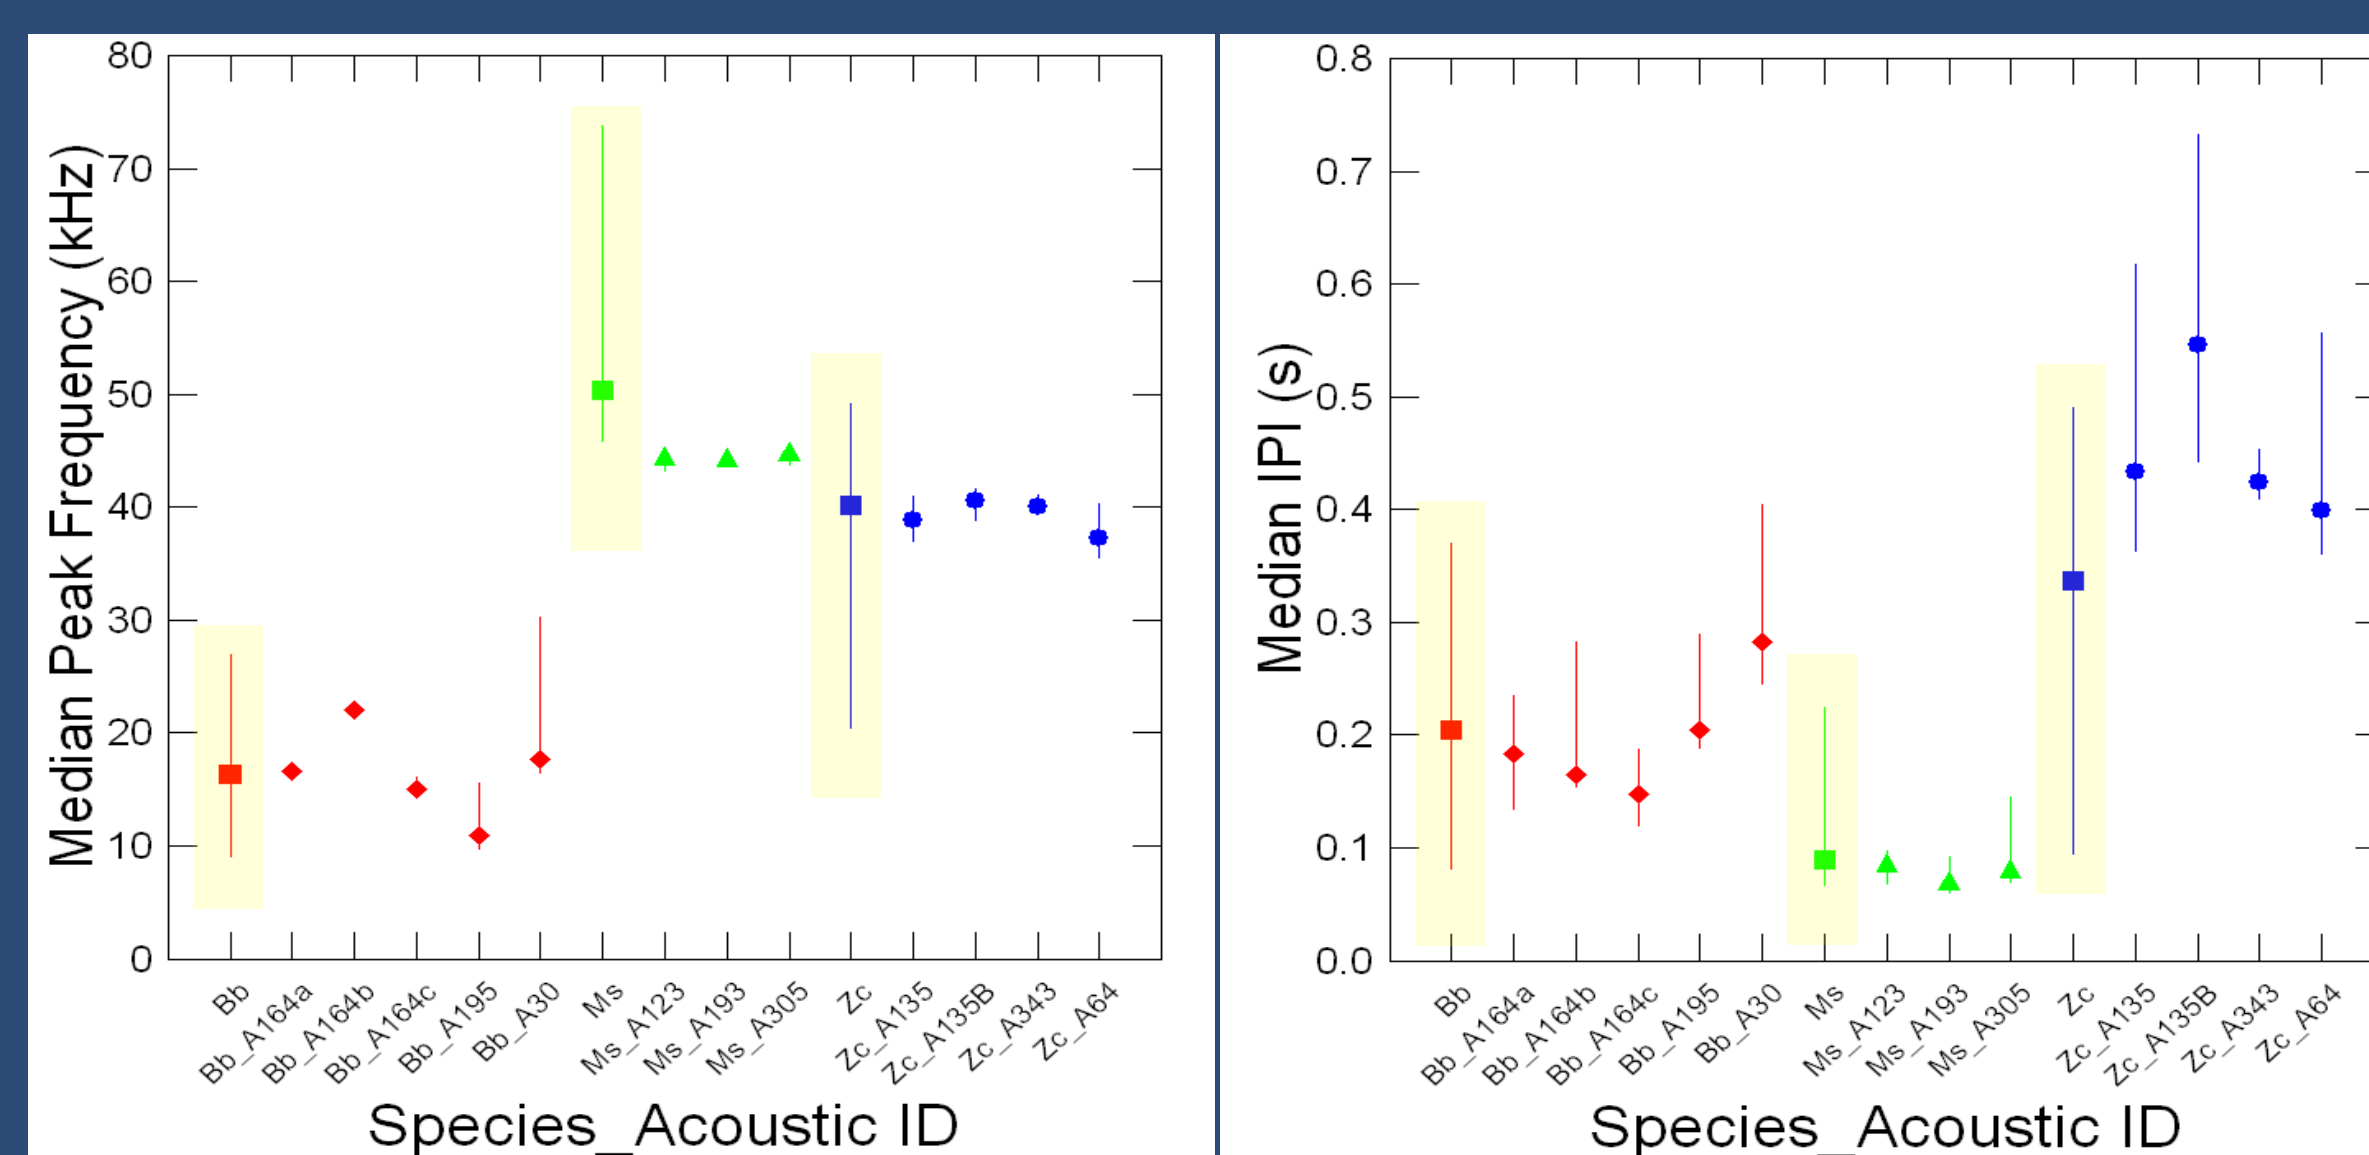 Median Peak Frequency (kHz)
80
70
60
50
40
30
20
10
0
Bb
Bb_A164a
Bb_A164b
Bb_A164c
Bb_A195
Bb_A30
Ms
Ms_A123
Ms_A193
Ms_A305
Zc
Zc_A135
Zc_A135B
Zc_A343
Zc_A64
Species_Acoustic ID
Median IPI (s)
0.8
0.7
0.6
0.5
0.4
0.3
0.2
0.1
0.0
Bb
Bb_A164a
Bb_A164b
Bb_A164c
Bb_A195
Bb_A30
Ms
Ms_A123
Ms_A193
Ms_A305
Zc
Zc_A135
Zc_A135B
Zc_A343
Zc_A64
Species_Acoustic ID